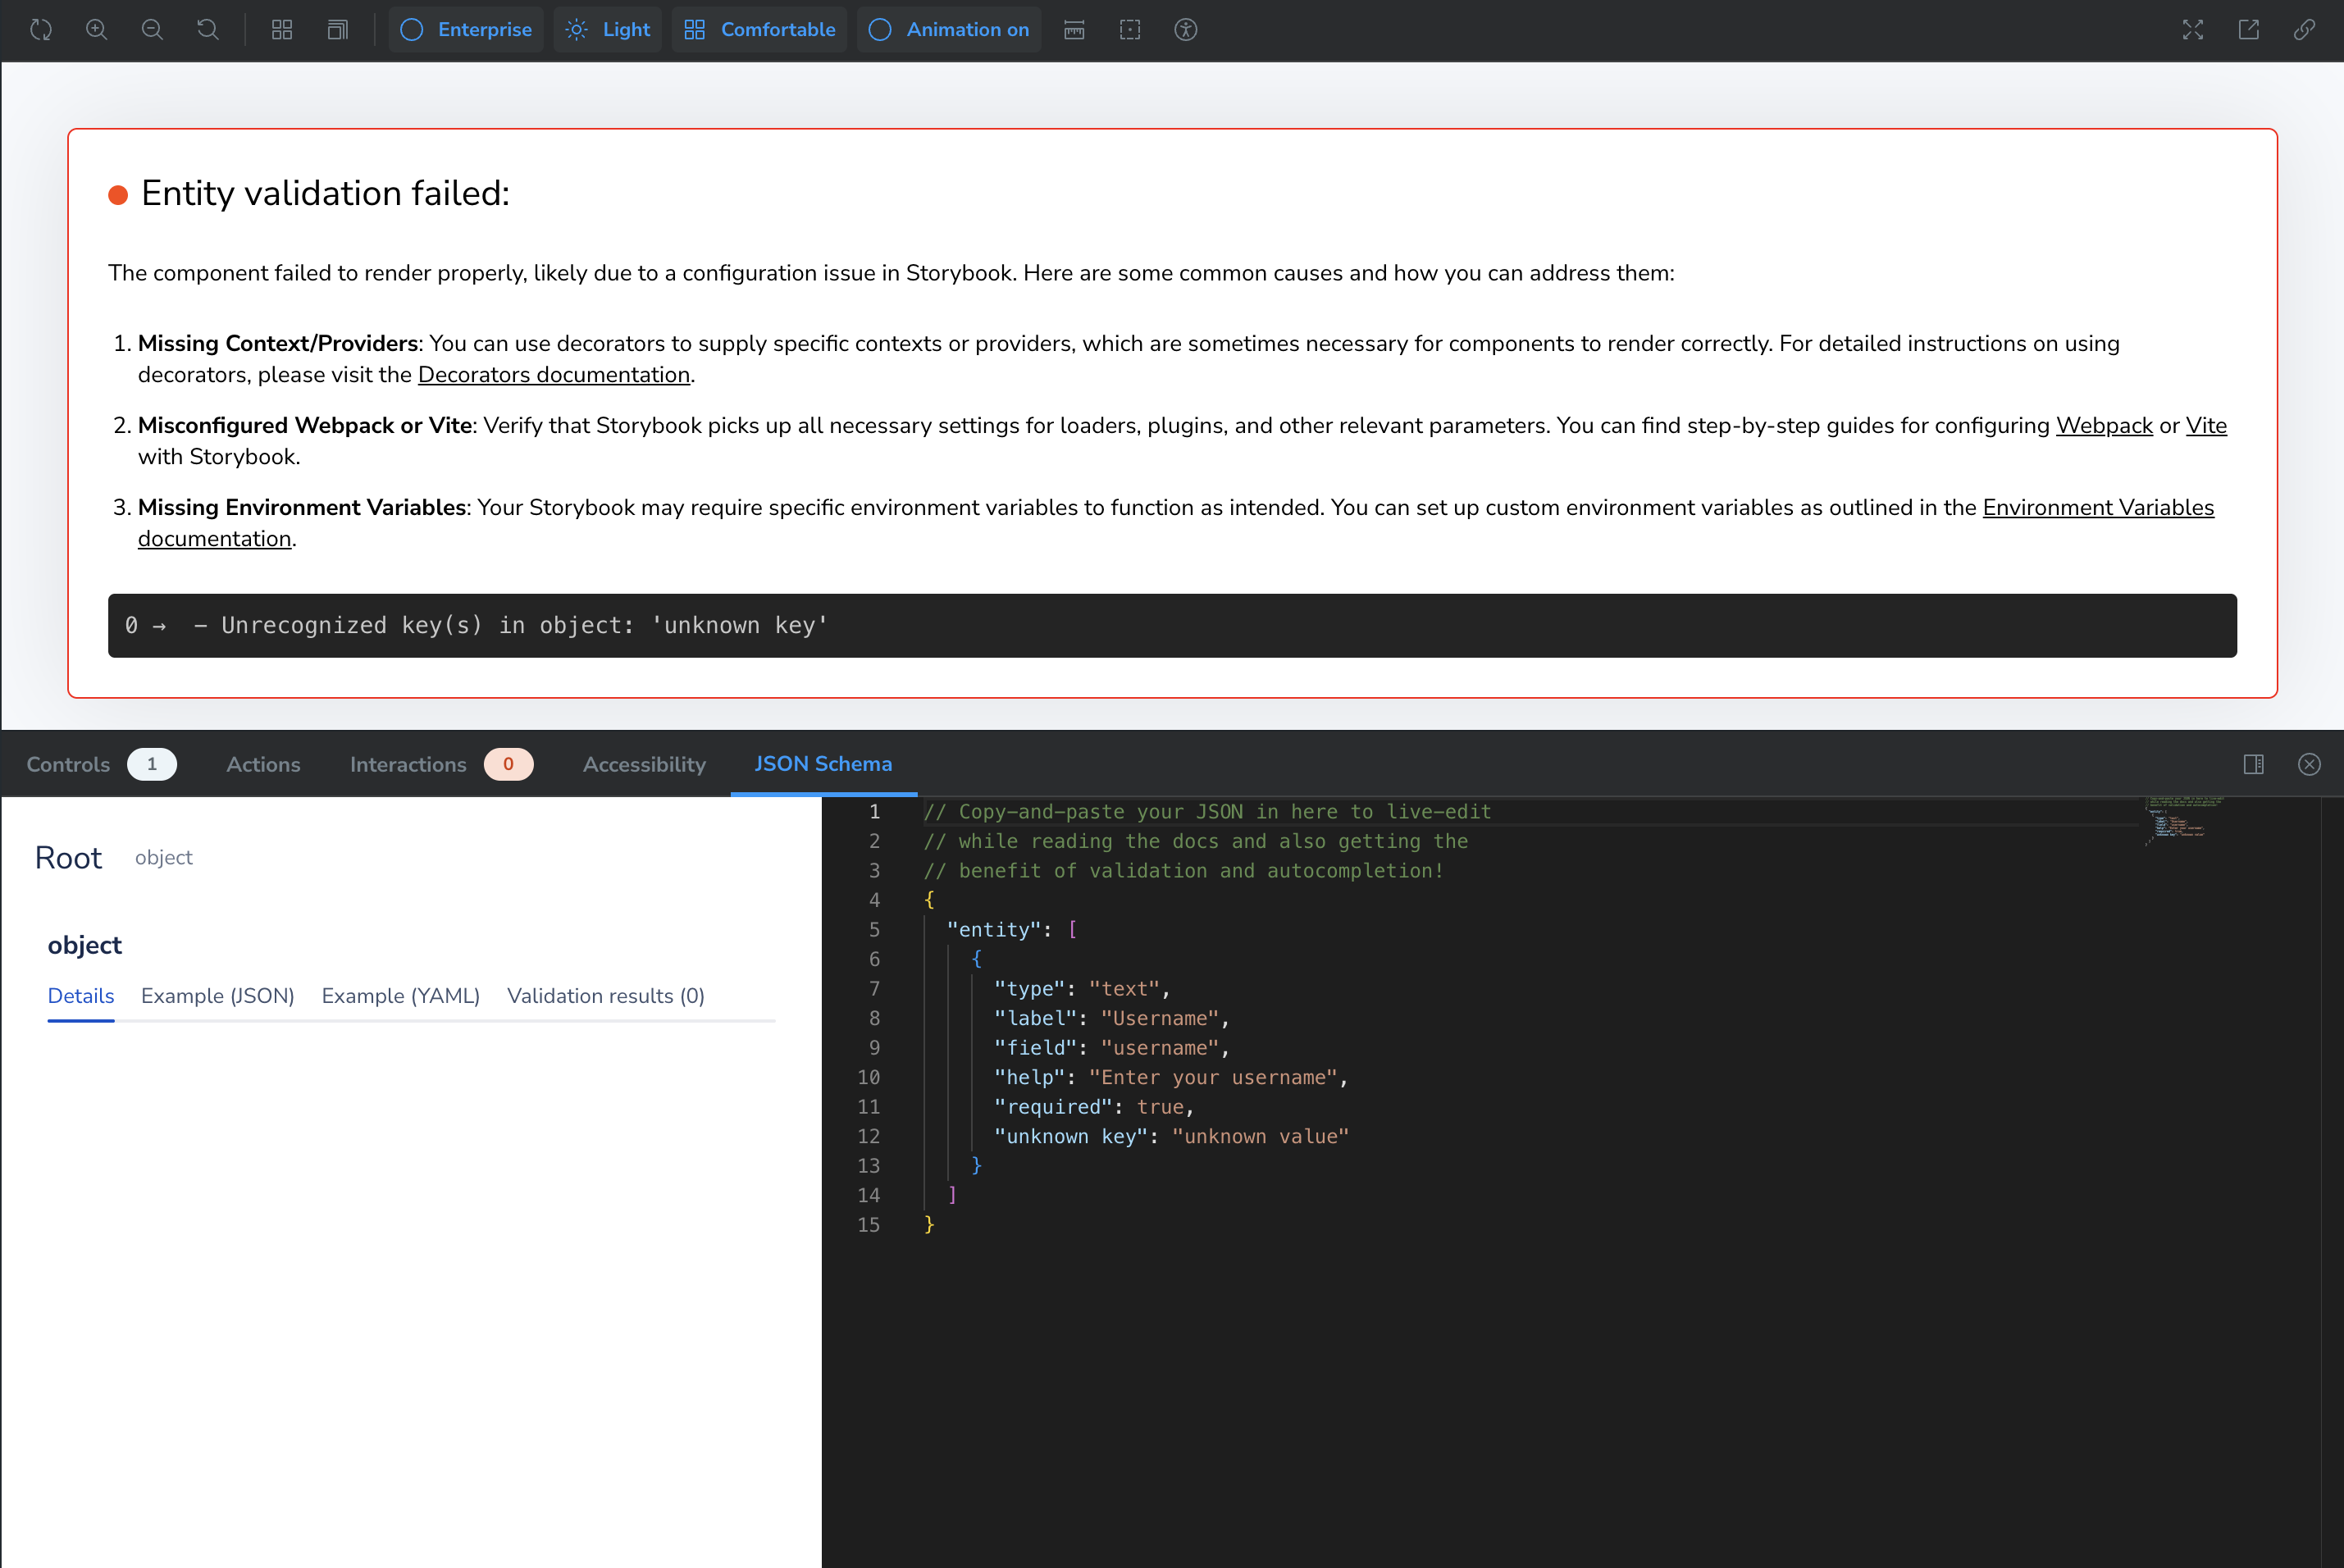 Enterprise Light Comfortable Animation on
Entity validation failed:
The component failed to render properly, likely due to a configuration issue in Storybook. Here are some common causes and how you can address them:
1. Missing Context/Providers: You can use decorators to supply specific contexts or providers, which are sometimes necessary for components to render correctly. For detailed instructions on using
decorators, please visit the Decorators documentation.
2. Misconfigured Webpack or Vite: Verify that Storybook picks up all necessary settings for loaders, plugins, and other relevant parameters. You can find step-by-step guides for configuring Webpack or Vite
with Storybook.
3. Missing Environment Variables: Your Storybook may require specific environment variables to function as intended. You can set up custom environment variables as outlined in the Environment Variables
documentation.
0 →  – Unrecognized key(s) in object: 'unknown key'
Controls 1 Actions Interactions 0 Accessibility JSON Schema
Root object
object
Details Example (JSON) Example (YAML) Validation results (0)
1 // Copy-and-paste your JSON in here to live-edit
2 // while reading the docs and also getting the
3 // benefit of validation and autocompletion!
4 {
5   "entity": [
6     {
7       "type": "text",
8       "label": "Username",
9       "field": "username",
10       "help": "Enter your username",
11       "required": true,
12       "unknown key": "unknown value"
13     }
14   ]
15 }